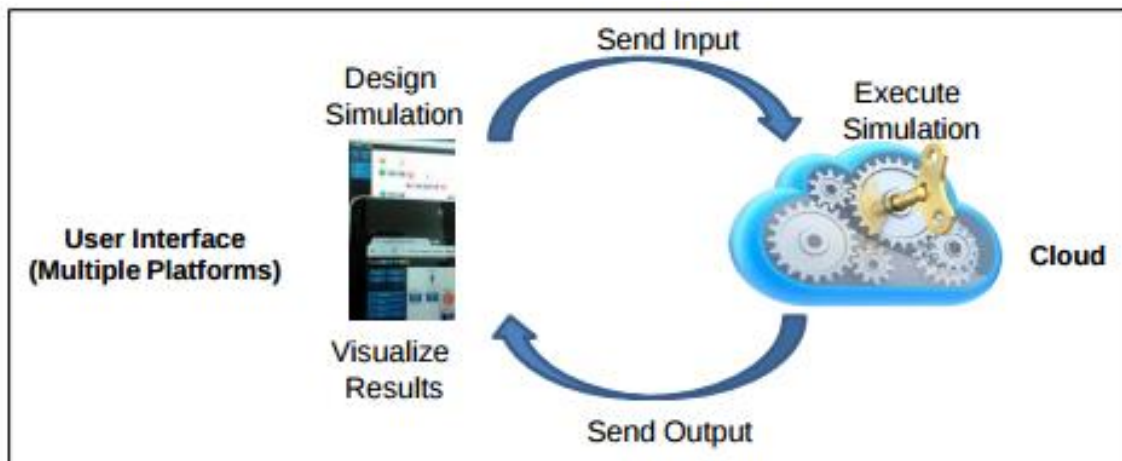 Send Input
Design
Simulation
Execute
Simulation
User Interface
(Multiple Platforms)
Cloud
Visualize
Results
Send Output